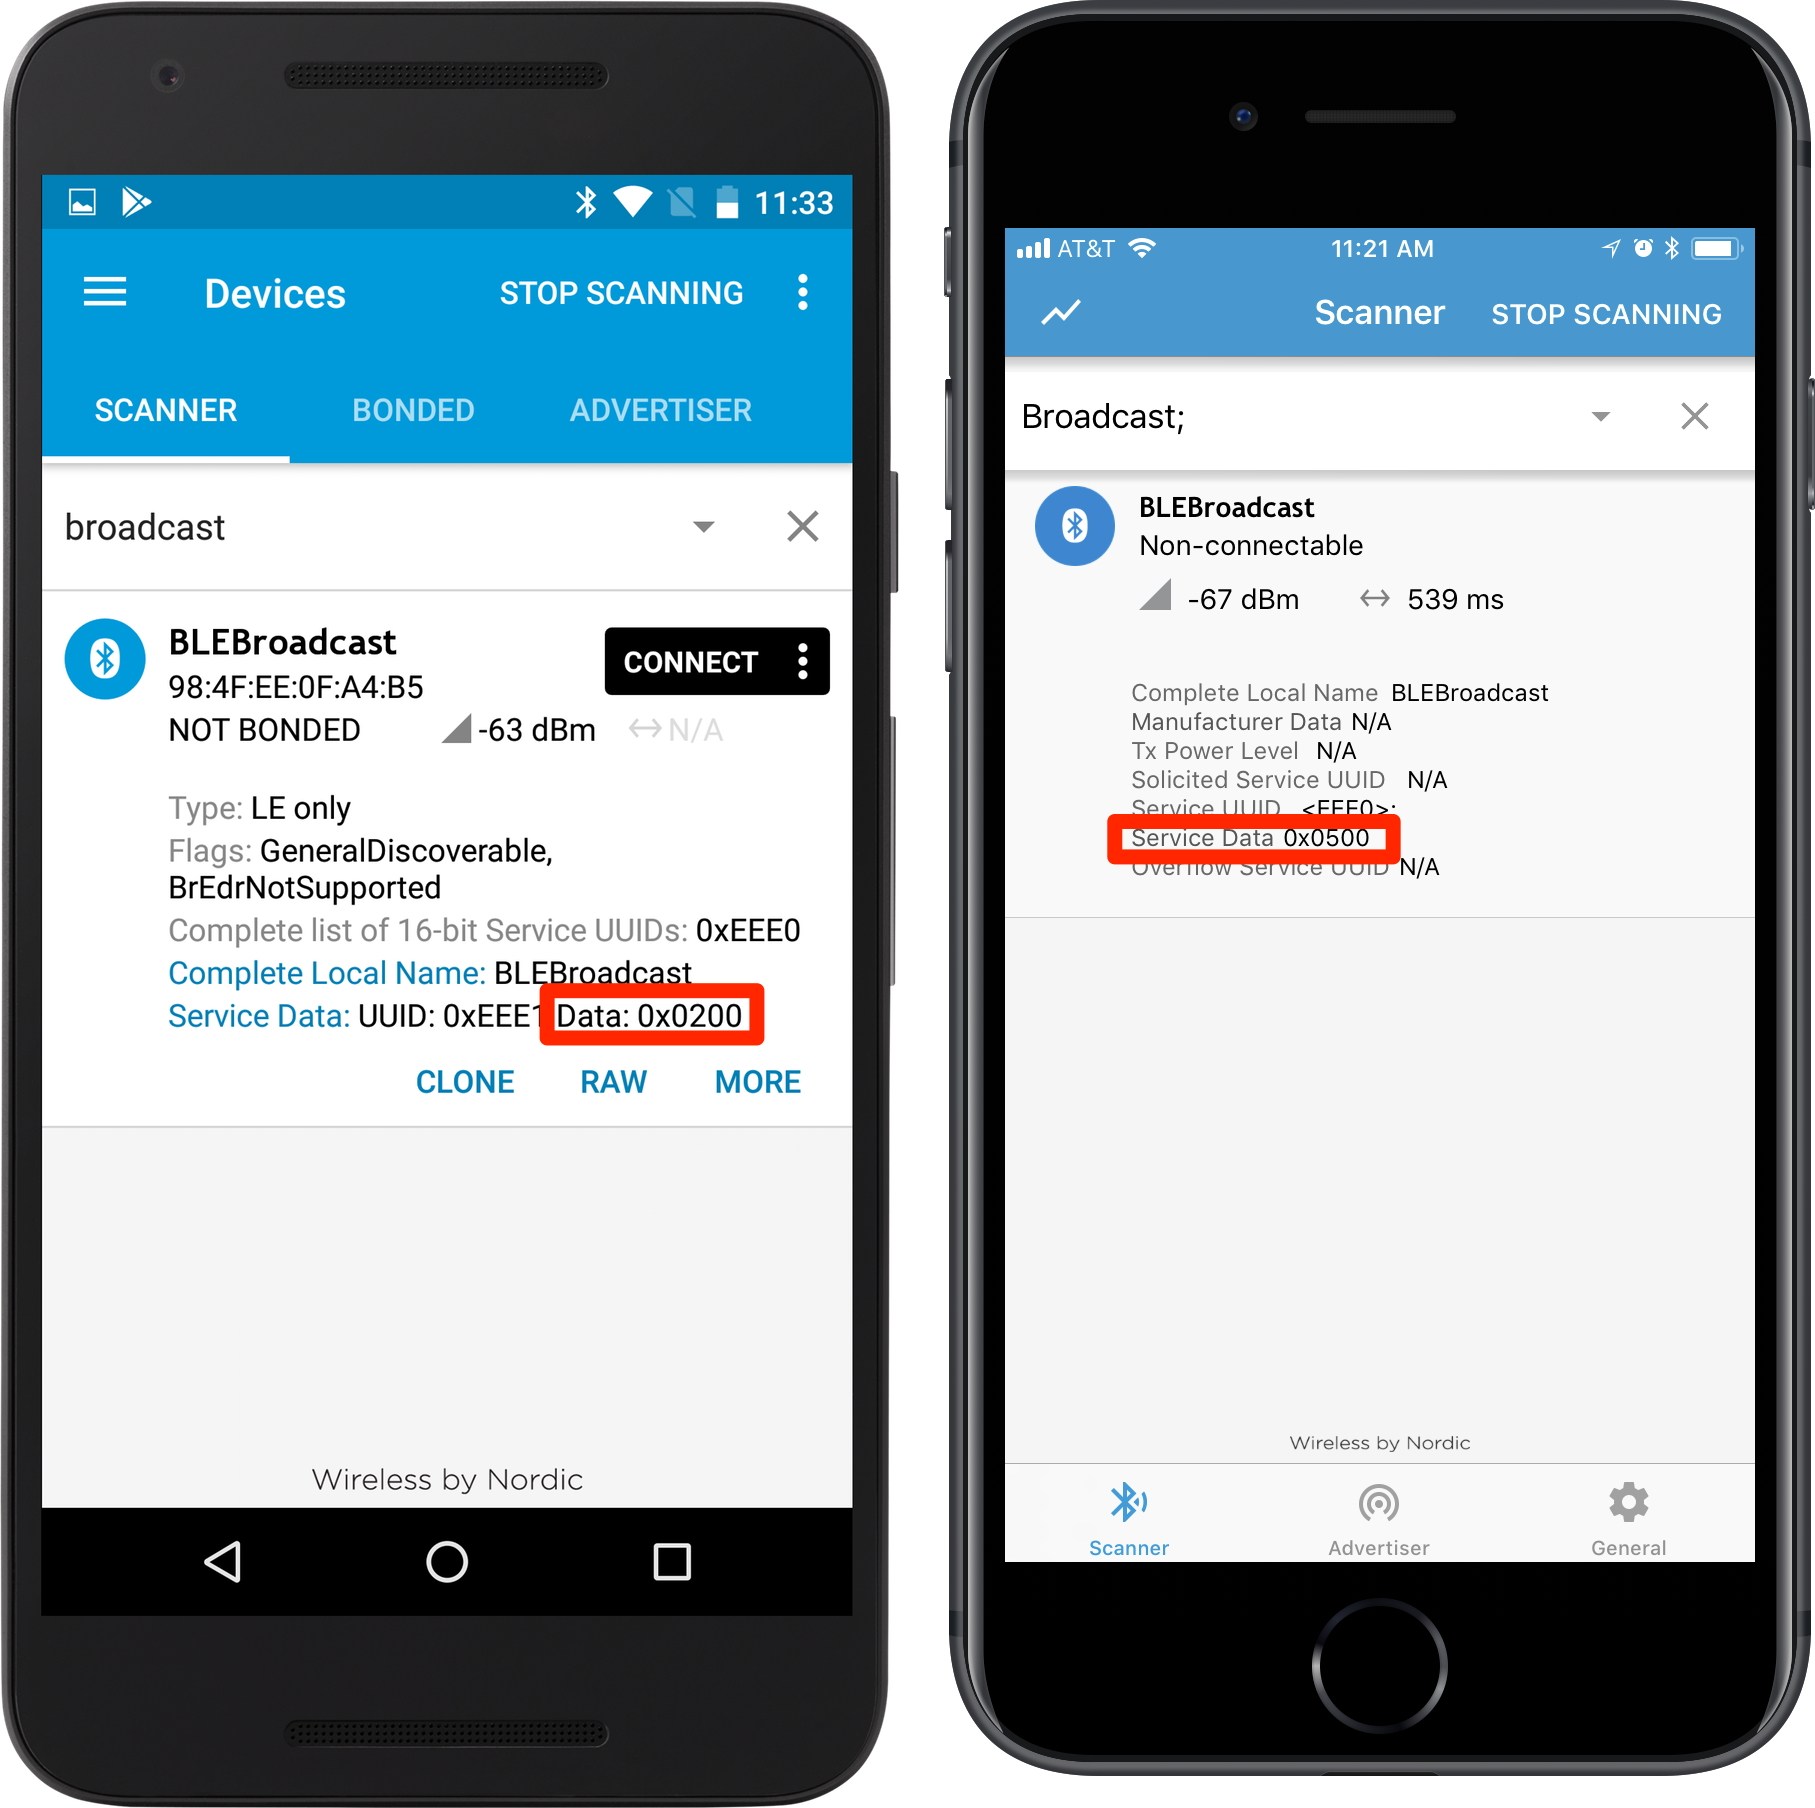 11:33
Devices
STOP SCANNING
SCANNER
BONDED
ADVERTISER
broadcast
BLEBroadcast
98:4F:EE:0F:A4:B5
CONNECT
NOT BONDED
-63 dBm
N/A
Type: LE only
Flags: GeneralDiscoverable,
BrEdrNotSupported
Complete list of 16-bit Service UUIDs: 0xEEE0
Complete Local Name: BLEBroadcast
Service Data: UUID: 0xEEE1 Data: 0x0200
CLONE
RAW
MORE
Wireless by Nordic
AT&T
11:21 AM
Scanner
STOP SCANNING
Broadcast;
BLEBroadcast
Non-connectable
-67 dBm
539 ms
Complete Local Name BLEBroadcast
Manufacturer Data N/A
Tx Power Level N/A
Solicited Service UUID N/A
Service UUID <EEE0>;
Service Data 0x0500
Overflow Service UUID N/A
Wireless by Nordic
Scanner
Advertiser
General